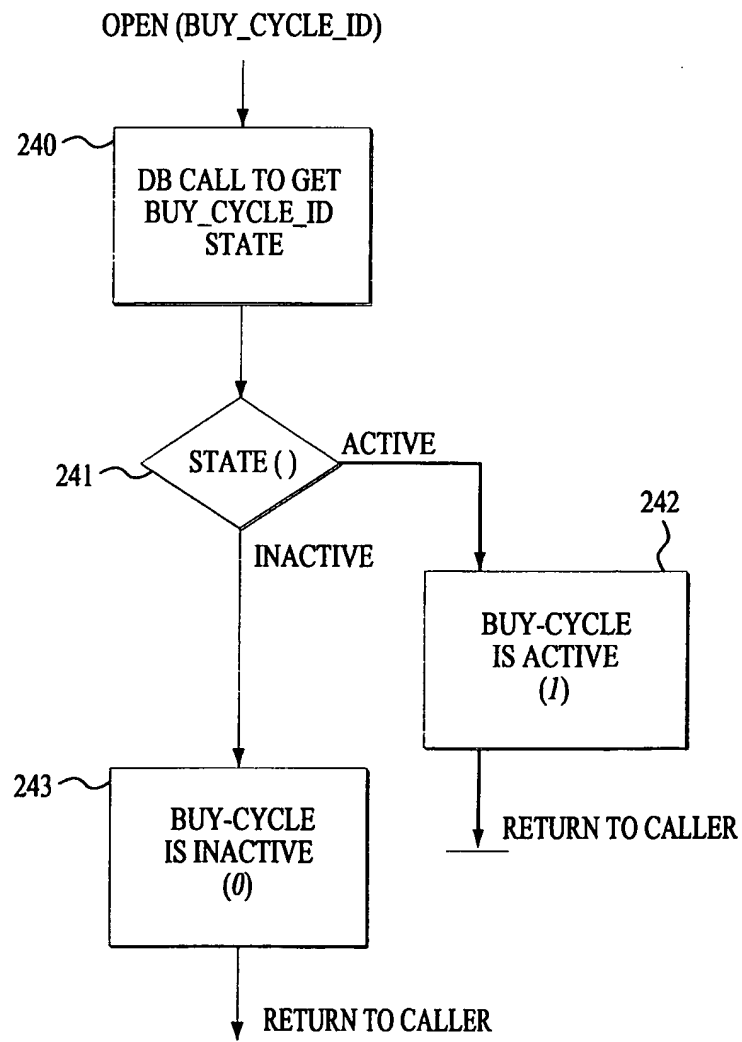 OPEN (BUY_CYCLE_ID)
240
DB CALL TO GET
BUY_CYCLE_ID
STATE
241
STATE ( )
ACTIVE
INACTIVE
242
BUY-CYCLE
IS ACTIVE
(1)
RETURN TO CALLER
243
BUY-CYCLE
IS INACTIVE
(0)
RETURN TO CALLER